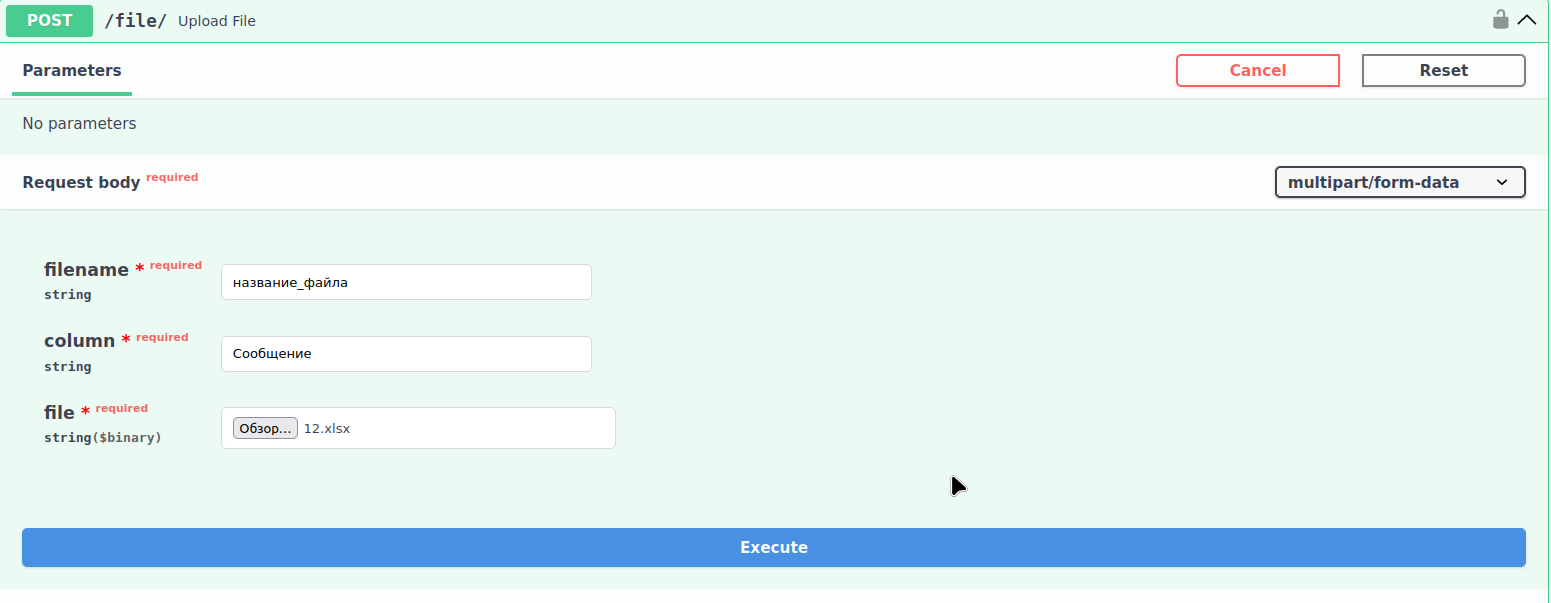 POST /file/ Upload File
Parameters Cancel Reset
No parameters
Request body required multipart/form-data
filename * required
string
название_файла
column * required
string
Сообщение
file * required
string($binary)
Обзор... 12.xlsx
Execute